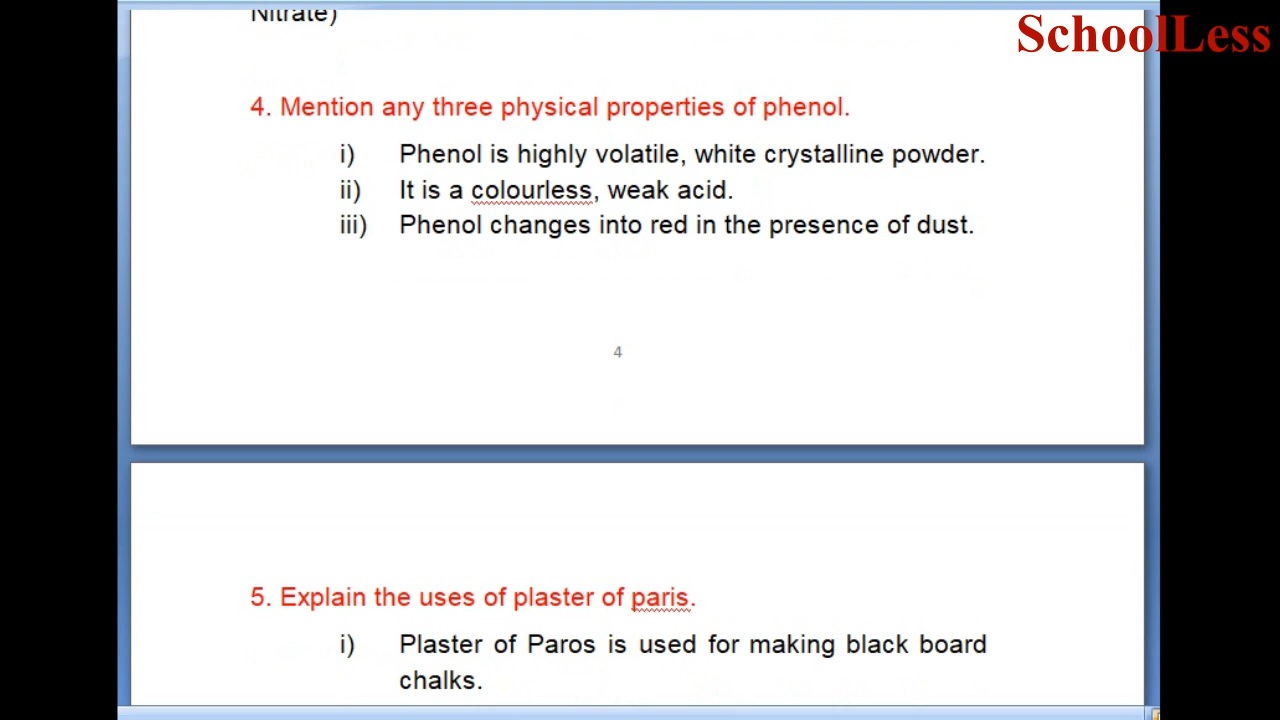 Nitrate)
SchoolLess
4. Mention any three physical properties of phenol.
i) Phenol is highly volatile, white crystalline powder.
ii) It is a colourless, weak acid.
iii) Phenol changes into red in the presence of dust.
4
5. Explain the uses of plaster of paris.
i) Plaster of Paros is used for making black board
chalks.